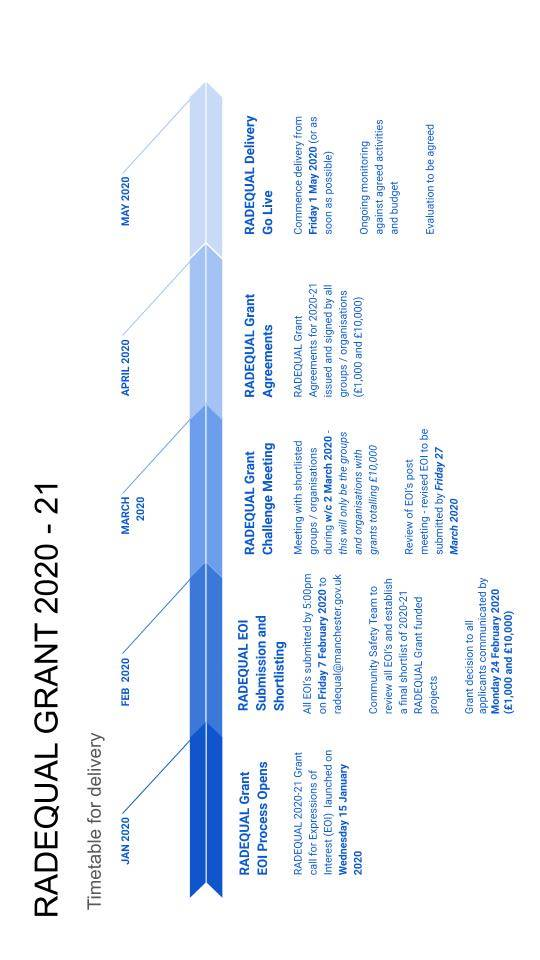 RADEQUAL GRANT 2020 - 21
Timetable for delivery
JAN 2020
RADEQUAL Grant
EOI Process Opens
RADEQUAL 2020-21 Grant
call for Expressions of
Interest (EOI) launched on
Wednesday 15 January
2020
FEB 2020
RADEQUAL EOI
Submission and
Shortlisting
All EOI's submitted by 5:00pm
on Friday 7 February 2020 to
radequal@manchester.gov.uk
Community Safety Team to
review all EOI's and establish
a final shortlist of 2020-21
RADEQUAL Grant funded
projects
Grant decision to all
applicants communicated by
Monday 24 February 2020
(£1,000 and £10,000)
MARCH
2020
RADEQUAL Grant
Challenge Meeting
Meeting with shortlisted
groups / organisations
during w/c 2 March 2020 -
this will only be the groups
and organisations with
grants totalling £10,000
Review of EOI's post
meeting - revised EOI to be
submitted by Friday 27
March 2020
APRIL 2020
RADEQUAL Grant
Agreements
RADEQUAL Grant
Agreements for 2020-21
issued and signed by all
groups / organisations
(£1,000 and £10,000)
MAY 2020
RADEQUAL Delivery
Go Live
Commence delivery from
Friday 1 May 2020 (or as
soon as possible)
Ongoing monitoring
against agreed activities
and budget
Evaluation to be agreed